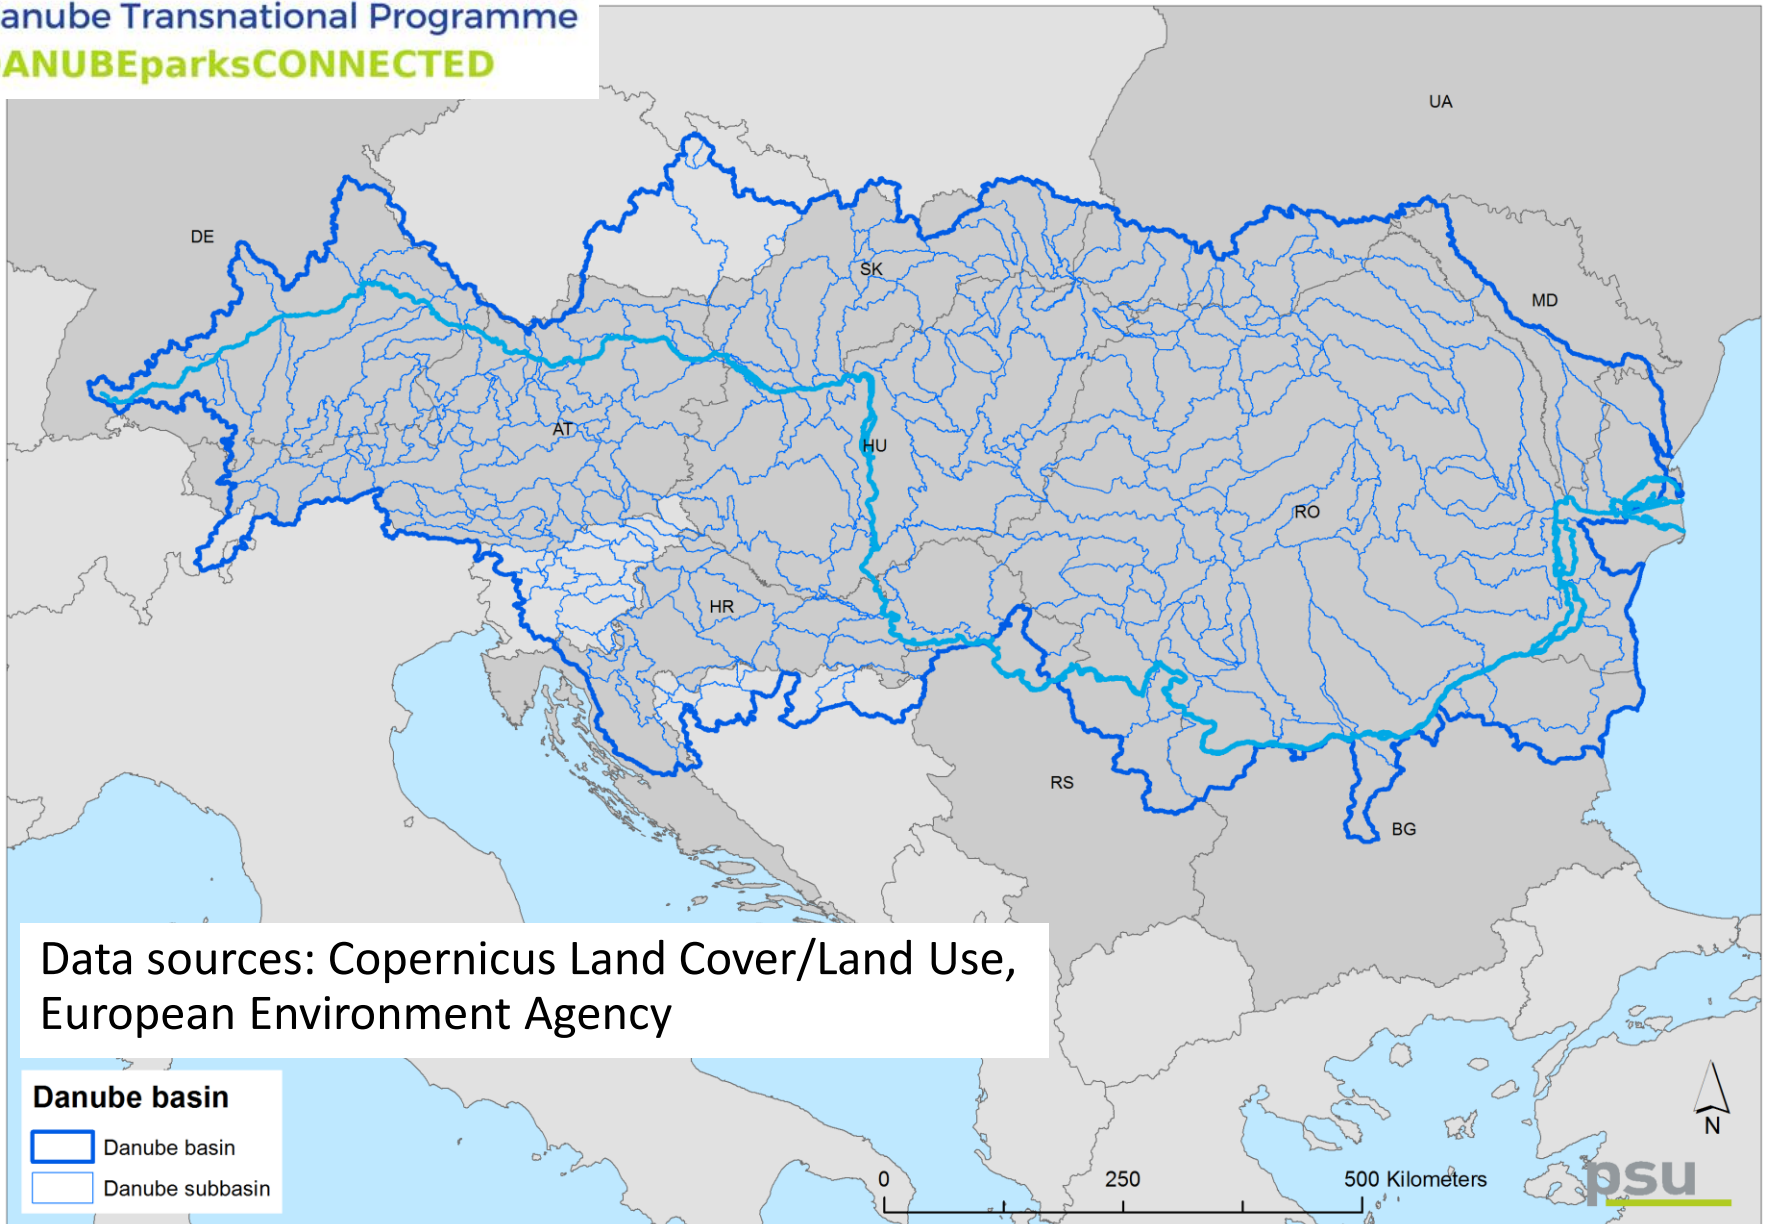 anube Transnational Programme
ANUBEparksCONNECTED
UA
DE
SK
MD
AT
HU
RO
HR
RS
BG
Data sources: Copernicus Land Cover/Land Use,
European Environment Agency
Danube basin
Danube basin
Danube subbasin
N
0 250 500 Kilometers
psu